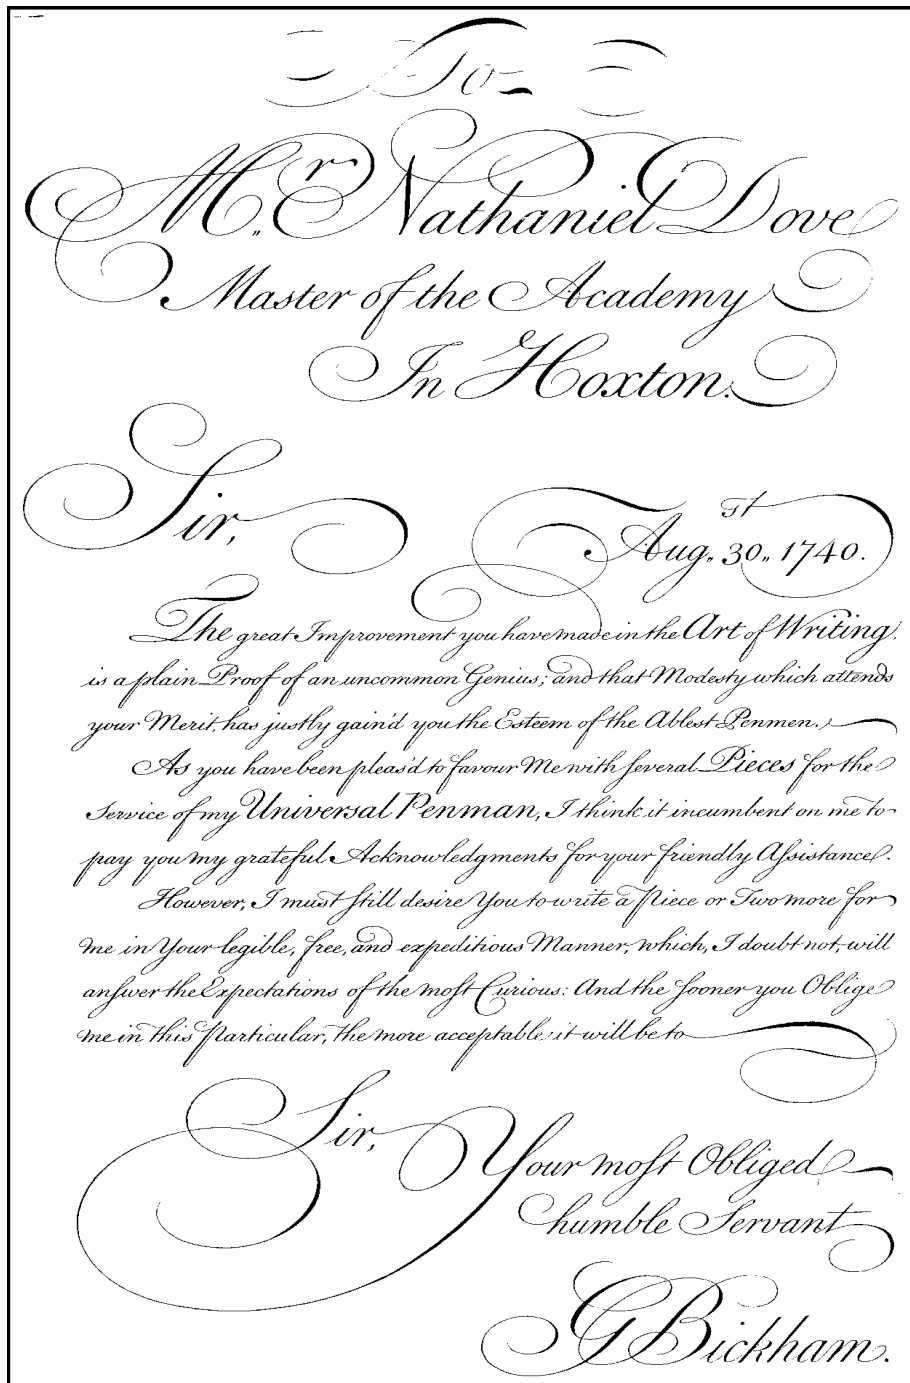 To
Mr. Nathaniel Dove
Master of the Academy
In Hoxton.
Sir,
Augst. 30. 1740.
The great Improvement you have made in the Art of Writing.
is a plain Proof of an uncommon Genius; and that Modesty which attends
your Merit, has justly gain'd you the Esteem of the Ablest Penmen.
As you have been pleas'd to favour Me with several Pieces for the
Service of my Universal Penman, I think it incumbent on me to
pay you my grateful Acknowledgments for your friendly Assistance.
However, I must still desire You to write a Piece or Two more for
me in Your legible, free, and expeditious Manner, which, I doubt not, will
answer the Expectations of the most Curious: And the sooner you Oblige
me in this Particular, the more acceptable it will be to
Sir,
Your most Obliged
humble Servant
G Bickham.